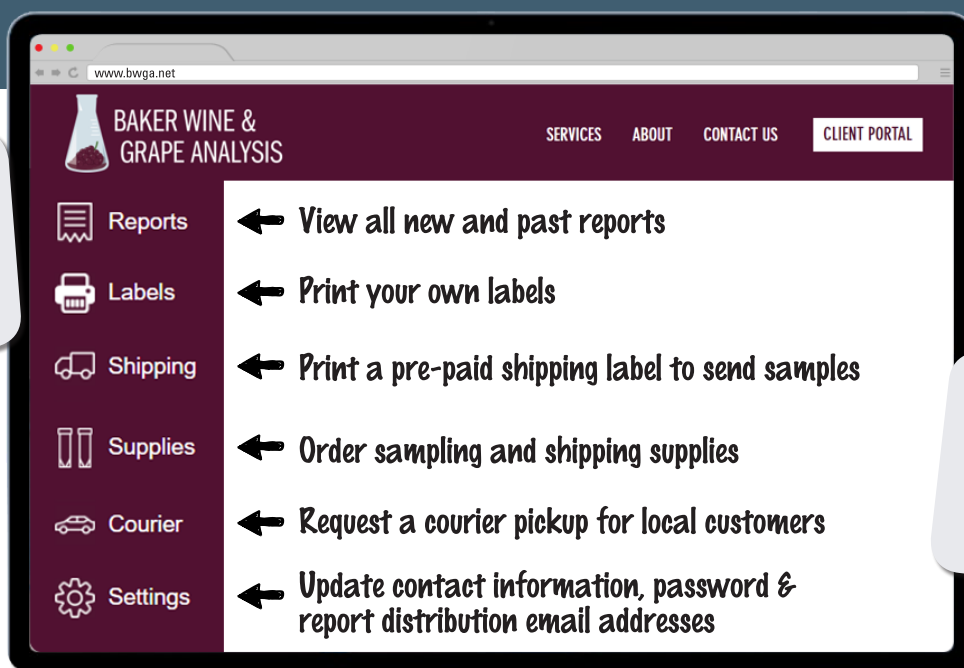 www.bwga.net
BAKER WINE &
GRAPE ANALYSIS
SERVICES ABOUT CONTACT US CLIENT PORTAL
Reports View all new and past reports
Labels Print your own labels
Shipping Print a pre-paid shipping label to send samples
Supplies Order sampling and shipping supplies
Courier Request a courier pickup for local customers
Settings Update contact information, password &
report distribution email addresses